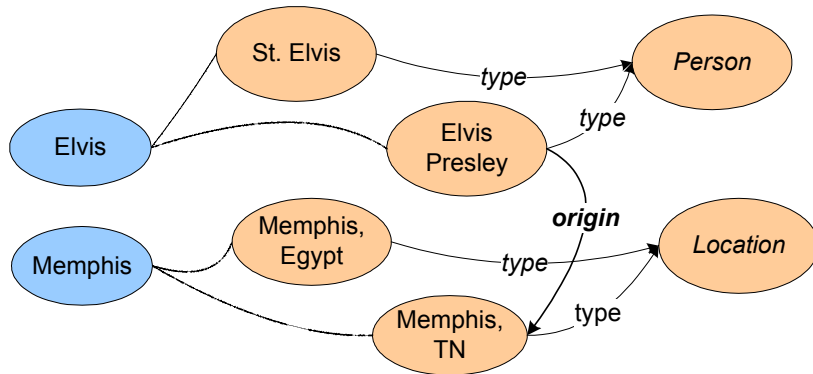 St. Elvis
type
Person
type
Elvis
Elvis
Presley
origin
Memphis,
Egypt
type
Location
Memphis
Memphis,
TN
type